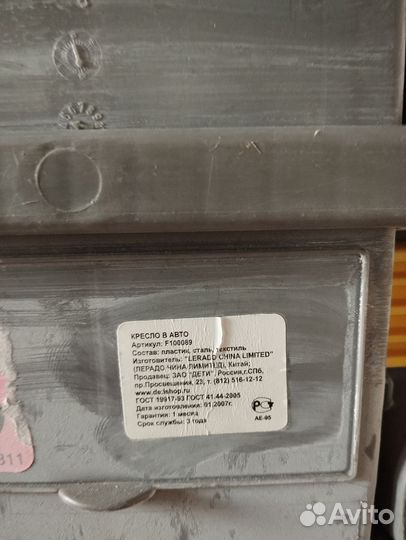 КРЕСЛО В АВТО
Артикул: F100089
Состав: пластик, сталь, текстиль
Изготовитель: "LERADO CHINA LIMITED"
(ЛЕРАДО ЧИНА ЛИМИТЕД), Китай;
Продавец: ЗАО "ДЕТИ", Россия, г.СПб,
пр.Просвещения, 23, т. (812) 516-12-12
www.detishop.ru
ГОСТ 19917-93 ГОСТ 41.44-2005
Дата изготовления: 01.2007г.
Гарантия: 1 месяц
Срок службы: 3 года
АЕ-95
311
Avito